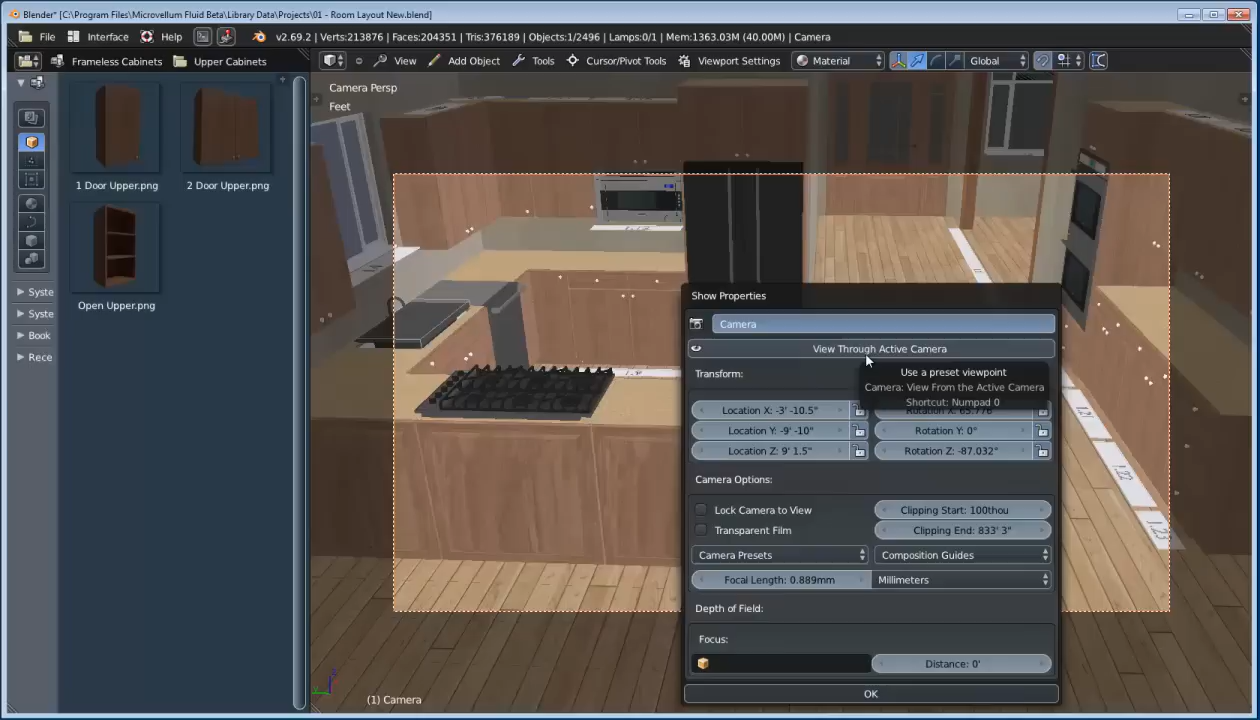 Blender* [C:\Program Files\Microvellum Fluid Beta\Library Data\Projects\01 - Room Layout New.blend]
File Interface Help v2.69.2 | Verts:213876 | Faces:204351 | Tris:376189 | Objects:1/2496 | Lamps:0/1 | Mem:1363.03M (40.00M) | Camera
Frameless Cabinets Upper Cabinets View Add Object Tools Cursor/Pivot Tools Viewport Settings Material Global
Camera Persp
Feet
1 Door Upper.png 2 Door Upper.png
Open Upper.png
Syste
Syste
Book
Rece
Show Properties
Camera
View Through Active Camera
Use a preset viewpoint
Camera: View From the Active Camera
Shortcut: Numpad 0
Transform:
Location X: -3' -10.5" Rotation X: 65.776°
Location Y: -9' -10" Rotation Y: 0°
Location Z: 9' 1.5" Rotation Z: -87.032°
Camera Options:
Lock Camera to View Clipping Start: 100thou
Transparent Film Clipping End: 833' 3"
Camera Presets Composition Guides
Focal Length: 0.889mm Millimeters
Depth of Field:
Focus:
Distance: 0'
OK
1.22
1.23
(1) Camera